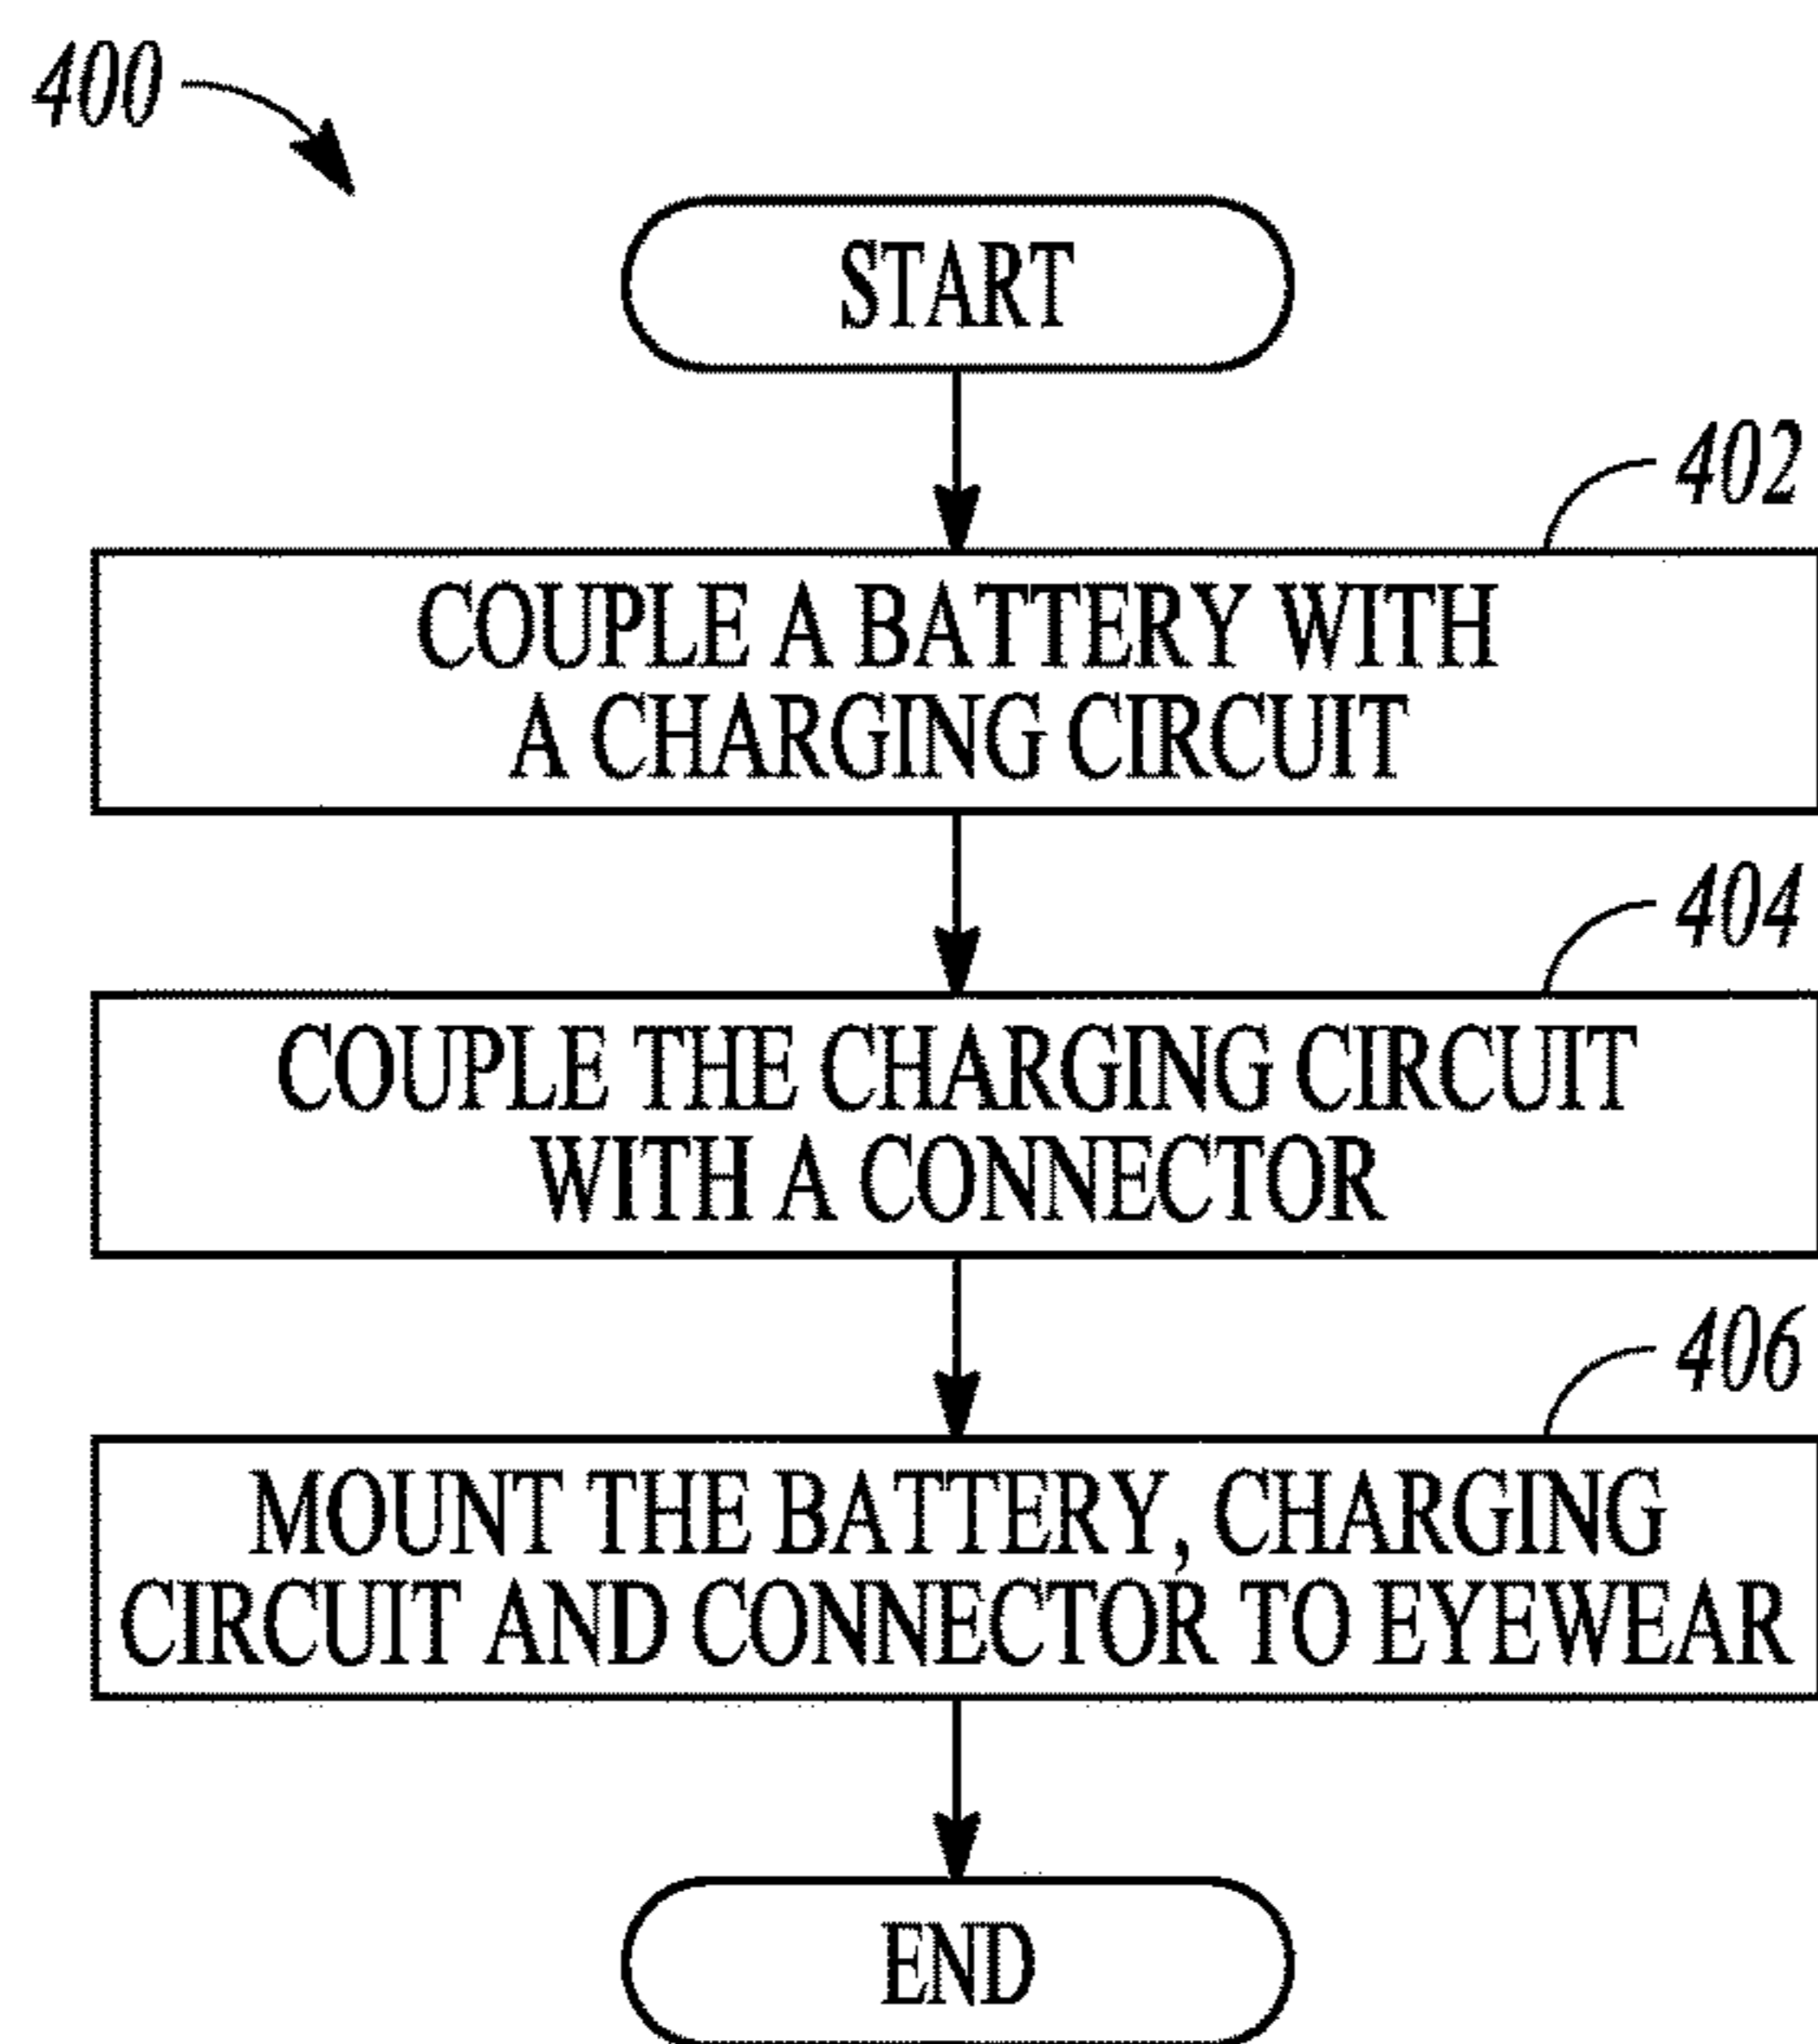 400
START
402
COUPLE A BATTERY WITH
A CHARGING CIRCUIT
404
COUPLE THE CHARGING CIRCUIT
WITH A CONNECTOR
406
MOUNT THE BATTERY, CHARGING
CIRCUIT AND CONNECTOR TO EYEWEAR
END